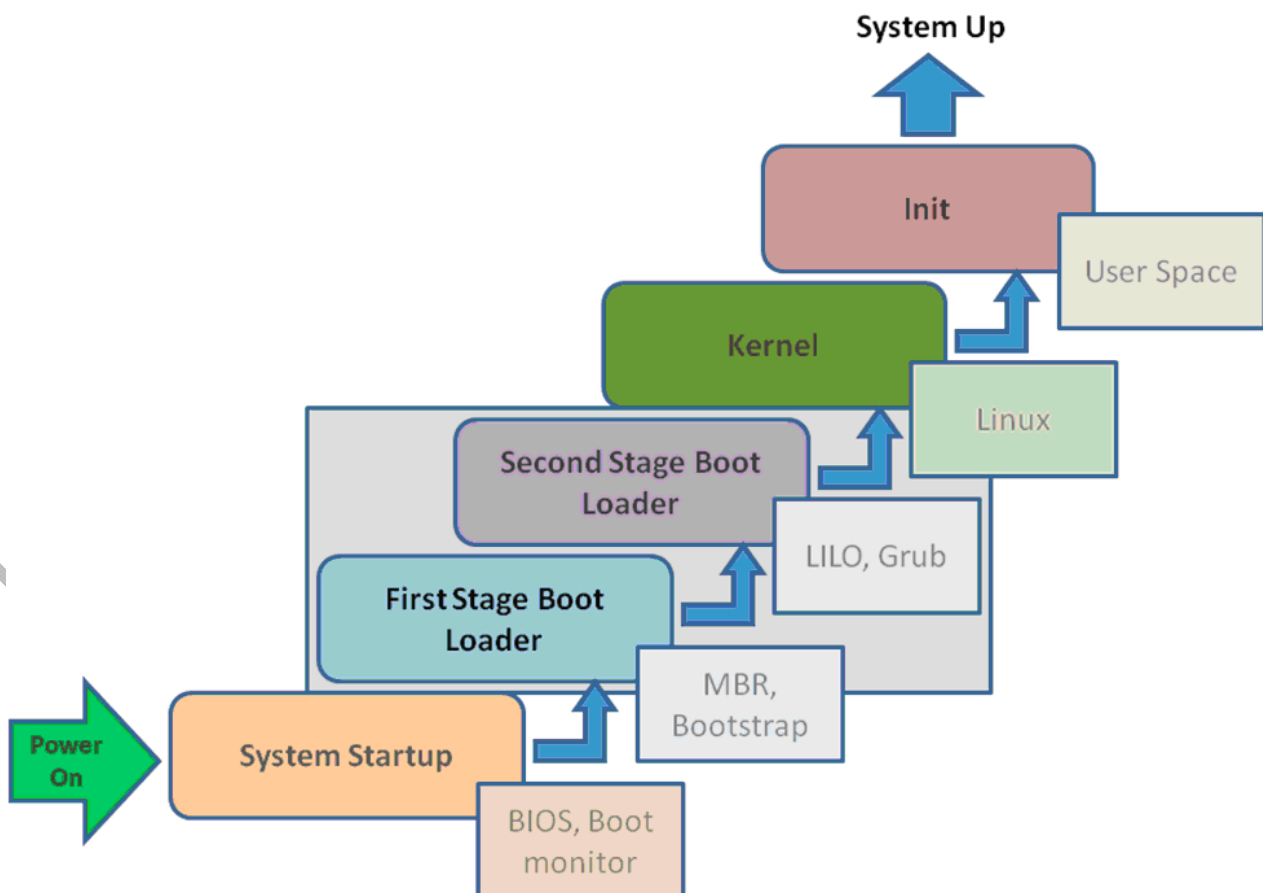 System Up
Init
User Space
Kernel
Linux
Second Stage Boot
Loader
LILO, Grub
First Stage Boot
Loader
MBR,
Bootstrap
Power
On
System Startup
BIOS, Boot
monitor